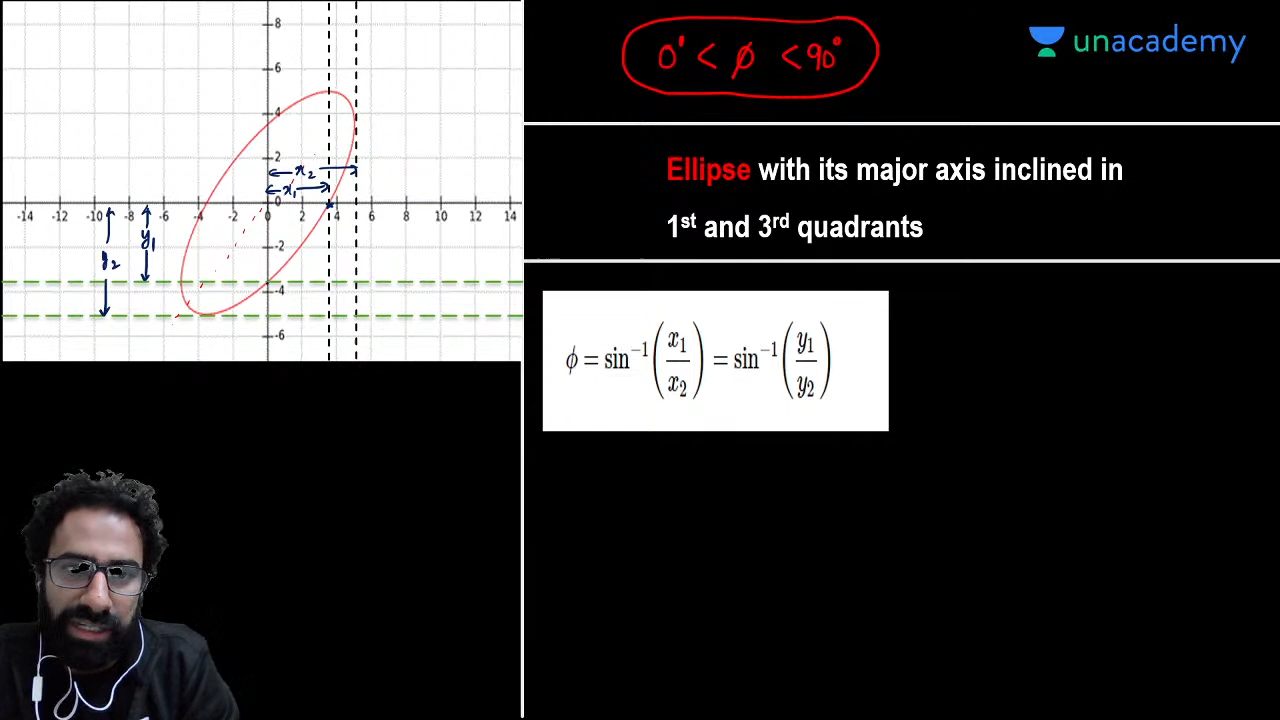 8
6
4
2
x₂
x₁
0
-14 -12 -10 -8 -6 -4 -2 0 2 4 6 8 10 12 14
y₁
y₂
-2
-4
-6
0° < ϕ < 90°
unacademy
Ellipse with its major axis inclined in
1st and 3rd quadrants
ϕ = sin⁻¹(x₁/x₂) = sin⁻¹(y₁/y₂)